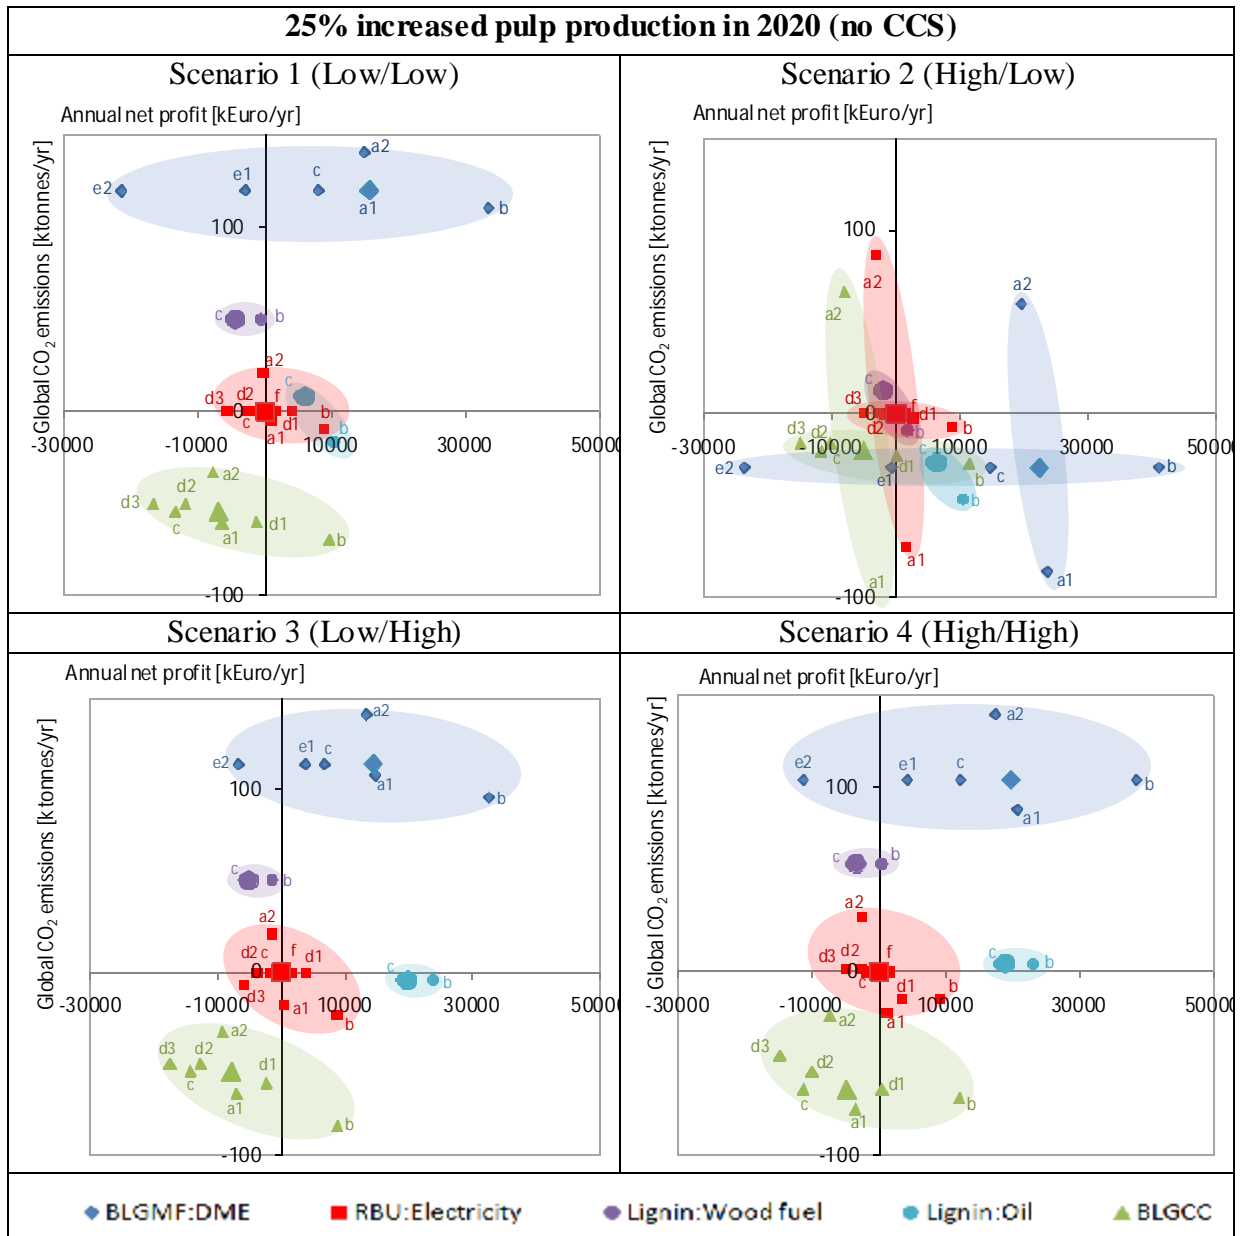 25% increased pulp production in 2020 (no CCS)
Scenario 1 (Low/Low)
Annual net profit [kEuro/yr]
Global CO2 emissions [ktonnes/yr]
a2
e2
e1
c
a1
b
100
c
b
a2
c
d3
d2
f
0
c
a1
d1
b
b
-30000
-10000
10000
30000
50000
a2
d3
d2
c
a1
d1
b
-100
Scenario 2 (High/Low)
Annual net profit [kEuro/yr]
Global CO2 emissions [ktonnes/yr]
100
a2
a2
a2
c
d3
0
f
d2
d1
b
b
-30000
-10000
10000
30000
50000
d3
d2
c
d1
c
b
e2
e1
c
b
b
a1
a1
a1
-100
Scenario 3 (Low/High)
Annual net profit [kEuro/yr]
Global CO2 emissions [ktonnes/yr]
a2
e2
e1
c
a1
b
100
c
b
a2
d2
c
f
d1
0
c
b
d3
a1
b
-30000
-10000
10000
30000
50000
a2
d3
d2
c
a1
d1
b
-100
Scenario 4 (High/High)
Annual net profit [kEuro/yr]
Global CO2 emissions [ktonnes/yr]
a2
e2
e1
c
b
100
a1
c
b
a2
d3
d2
f
0
c
d1
b
a1
c
b
-30000
-10000
10000
30000
50000
a2
d3
d2
c
a1
d1
b
-100
BLGMF:DME
RBU:Electricity
Lignin:Wood fuel
Lignin:Oil
BLGCC